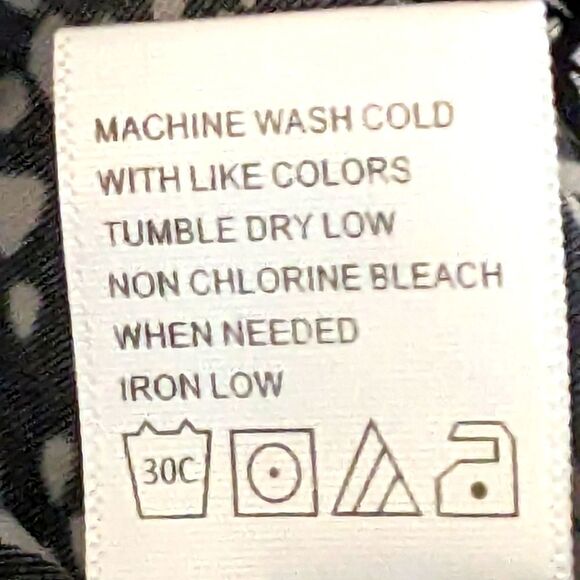 MACHINE WASH COLD
WITH LIKE COLORS
TUMBLE DRY LOW
NON CHLORINE BLEACH
WHEN NEEDED
IRON LOW
30C